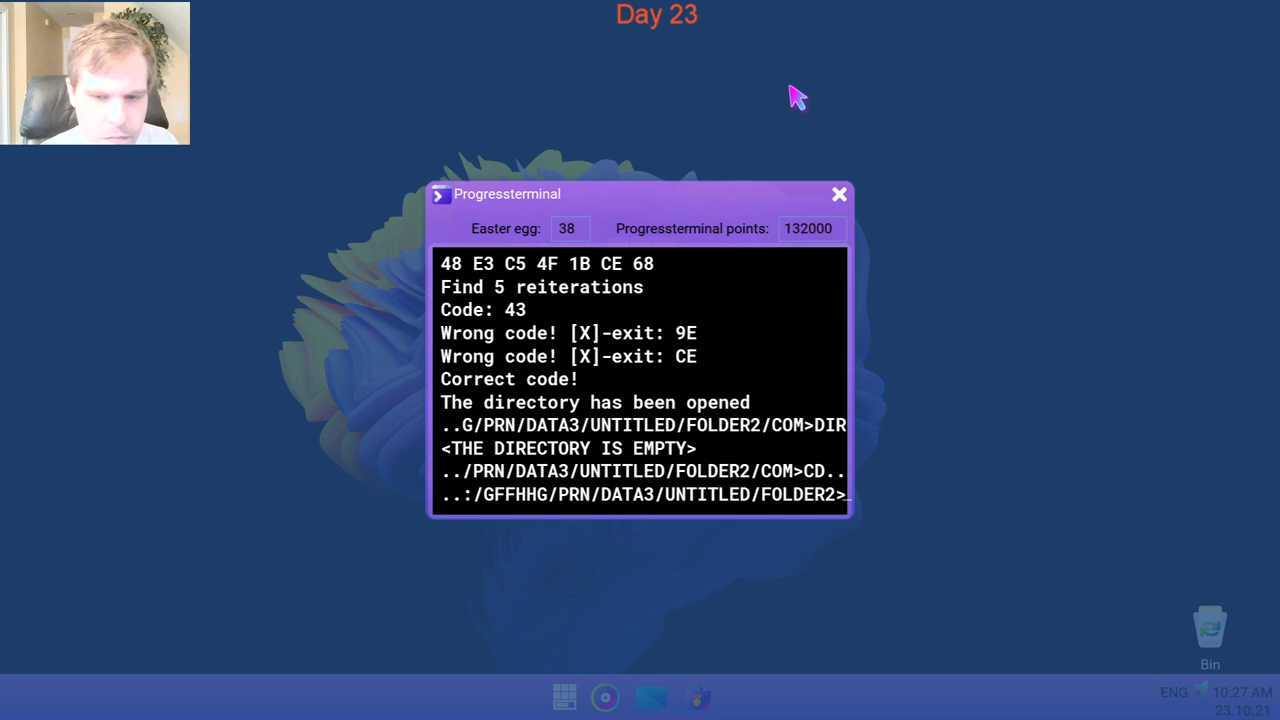 Day 23
Progressterminal
Easter egg: 38 Progressterminal points: 132000
48 E3 C5 4F 1B CE 68
Find 5 reiterations
Code: 43
Wrong code! [X]-exit: 9E
Wrong code! [X]-exit: CE
Correct code!
The directory has been opened
..G/PRN/DATA3/UNTITLED/FOLDER2/COM>DIR
<THE DIRECTORY IS EMPTY>
../PRN/DATA3/UNTITLED/FOLDER2/COM>CD..
..:/GFFHHG/PRN/DATA3/UNTITLED/FOLDER2>_
Bin
ENG 10:27 AM
23.10.21